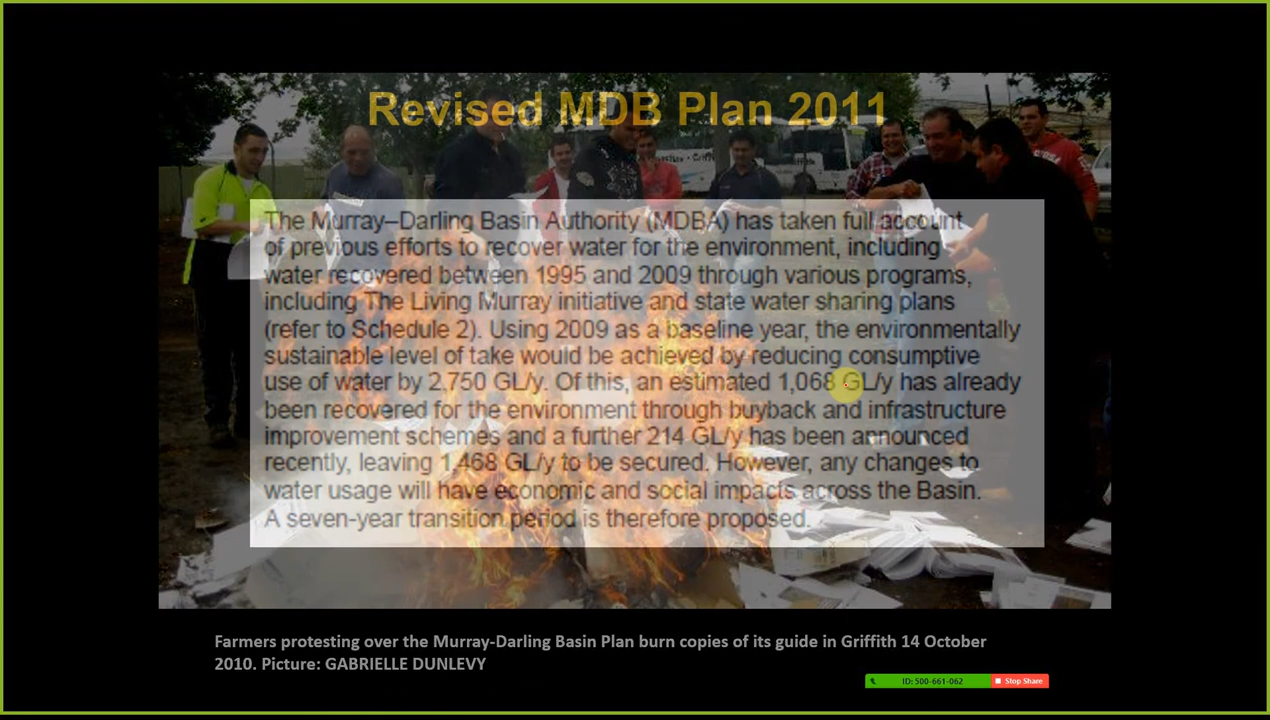 Revised MDB Plan 2011
The Murray–Darling Basin Authority (MDBA) has taken full account
of previous efforts to recover water for the environment, including
water recovered between 1995 and 2009 through various programs,
including The Living Murray initiative and state water sharing plans
(refer to Schedule 2). Using 2009 as a baseline year, the environmentally
sustainable level of take would be achieved by reducing consumptive
use of water by 2.750 GL/y. Of this, an estimated 1,068 GL/y has already
been recovered for the environment through buyback and infrastructure
improvement schemes and a further 214 GL/y has been announced
recently, leaving 1,468 GL/y to be secured. However, any changes to
water usage will have economic and social impacts across the Basin.
A seven-year transition period is therefore proposed.
Farmers protesting over the Murray-Darling Basin Plan burn copies of its guide in Griffith 14 October
2010. Picture: GABRIELLE DUNLEVY
ID: 500-661-062 Stop Share